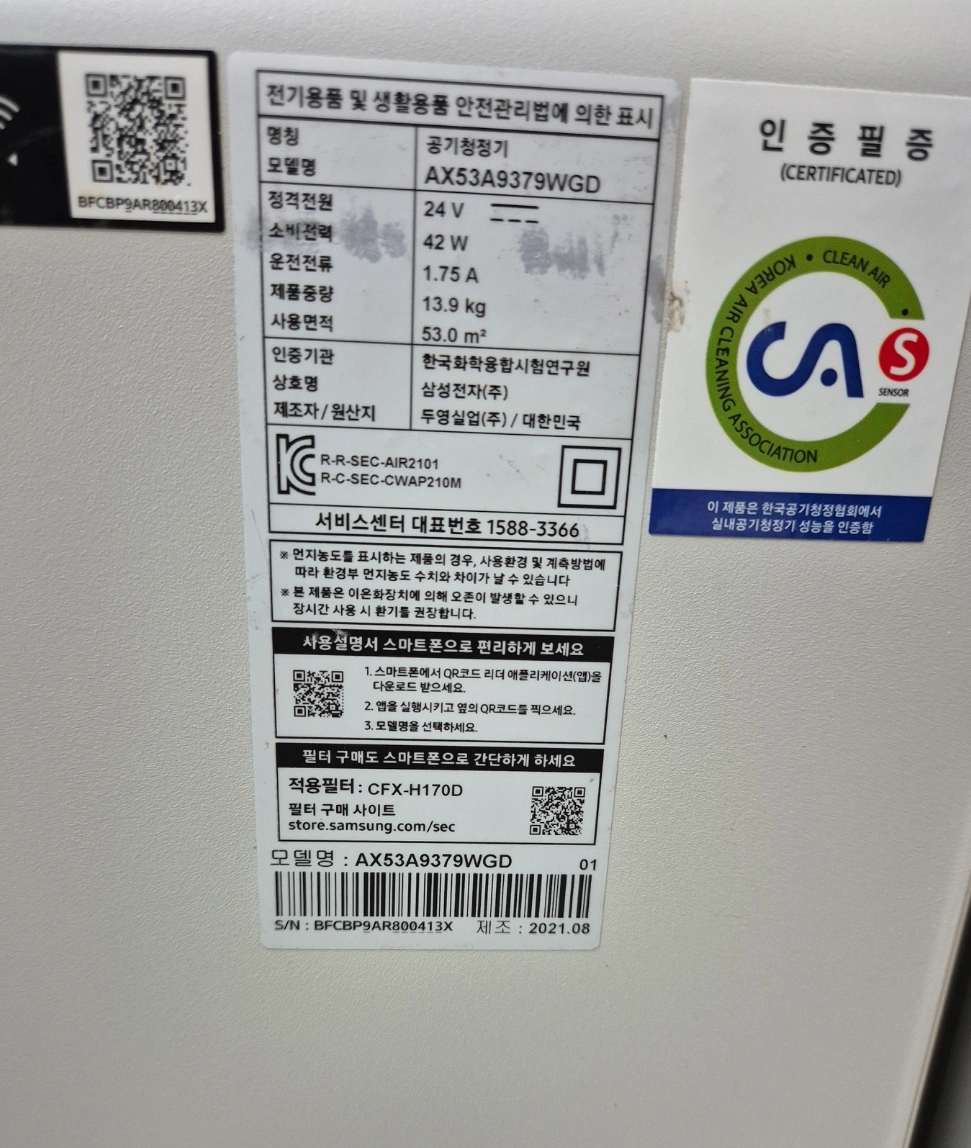 BFCBP9AR800413X
전기용품 및 생활용품 안전관리법에 의한 표시
명칭 공기청정기
모델명 AX53A9379WGD
정격전원 24 V
소비전력 42 W
운전전류 1.75 A
제품중량 13.9 kg
사용면적 53.0 m²
인증기관 한국화학융합시험연구원
상호명 삼성전자(주)
제조자/원산지 두영실업(주) / 대한민국
R-R-SEC-AIR2101
R-C-SEC-CWAP210M
서비스센터 대표번호 1588-3366
※ 먼지농도를 표시하는 제품의 경우, 사용환경 및 계측방법에
따라 환경부 먼지농도 수치와 차이가 날 수 있습니다
※ 본 제품은 이온화장치에 의해 오존이 발생할 수 있으니
장시간 사용 시 환기를 권장합니다.
사용설명서 스마트폰으로 편리하게 보세요
1. 스마트폰에서 QR코드 리더 애플리케이션(앱)을
다운로드 받으세요.
2. 앱을 실행시키고 옆의 QR코드를 찍으세요.
3. 모델명을 선택하세요.
필터 구매도 스마트폰으로 간단하게 하세요
적용필터: CFX-H170D
필터 구매 사이트
store.samsung.com/sec
모델명 : AX53A9379WGD 01
S/N : BFCBP9AR800413X 제조 : 2021.08
인 증 필 증
(CERTIFICATED)
KOREA AIR CLEANING ASSOCIATION • CLEAN AIR •
CA
S
SENSOR
이 제품은 한국공기청정협회에서
실내공기청정기 성능을 인증함